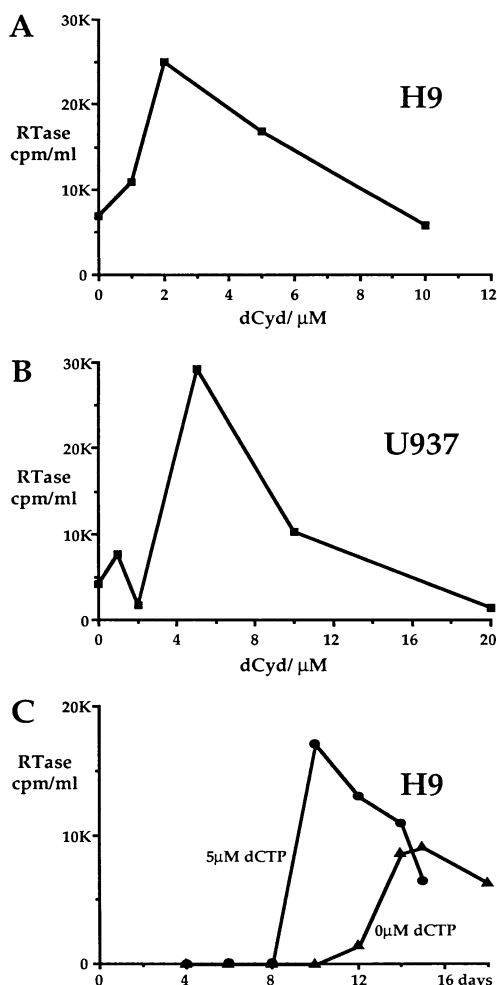 A
30K
20K
RTase
cpm/ml
10K
0
H9
0 2 4 6 8 10 12
dCyd/ μM
B
30K
20K
RTase
cpm/ml
10K
0
U937
0 4 8 12 16 20
dCyd/ μM
C
20K
RTase
cpm/ml
10K
0
H9
5μM dCTP
0μM dCTP
0 4 8 12 16 days